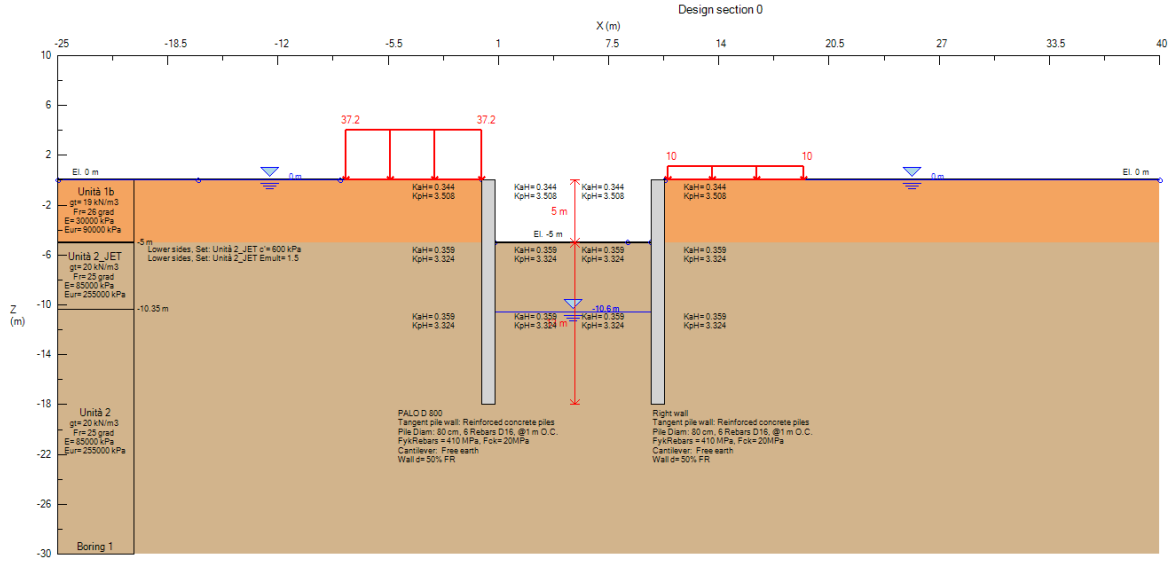 Design section 0
X (m)
-25 -18.5 -12 -5.5 1 7.5 14 20.5 27 33.5 40
10
6
2
-2
-6
-10
-14
-18
-22
-26
-30
Z
(m)
37.2 37.2
10 10
El. 0 m
0 m
0 m
El. 0 m
Unità 1b
gt= 19 kN/m3
Fr= 26 grad
E= 30000 kPa
Eur= 90000 kPa
KaH= 0.344
KpH= 3.508
KaH= 0.344
KpH= 3.508
KaH= 0.344
KpH= 3.508
KaH= 0.344
KpH= 3.508
5 m
El. -5 m
-5 m
Lower sides, Set: Unità 2_JET c'= 600 kPa
Lower sides, Set: Unità 2_JET Emult= 1.5
Unità 2_JET
gt= 20 kN/m3
Fr= 25 grad
E= 85000 kPa
Eur= 255000 kPa
KaH= 0.359
KpH= 3.324
KaH= 0.359
KpH= 3.324
KaH= 0.359
KpH= 3.324
KaH= 0.359
KpH= 3.324
-10.35 m
-10.6 m
KaH= 0.359
KpH= 3.324
KaH= 0.359
KpH= 3.324
KaH= 0.359
KpH= 3.324
KaH= 0.359
KpH= 3.324
m
Unità 2
gt= 20 kN/m3
Fr= 25 grad
E= 85000 kPa
Eur= 255000 kPa
PALO D 800
Tangent pile wall: Reinforced concrete piles
Pile Diam: 80 cm, 6 Rebars D16, @1 m O.C.
FykRebars = 410 MPa, Fck= 20MPa
Cantilever: Free earth
Wall d= 50% FR
Right wall
Tangent pile wall: Reinforced concrete piles
Pile Diam: 80 cm, 6 Rebars D16, @1 m O.C.
FykRebars = 410 MPa, Fck= 20MPa
Cantilever: Free earth
Wall d= 50% FR
Boring 1